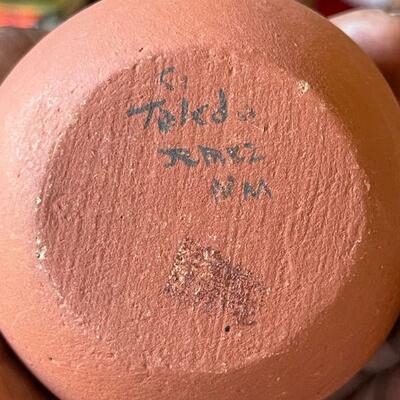 C.
Toledo
Jemez
NM